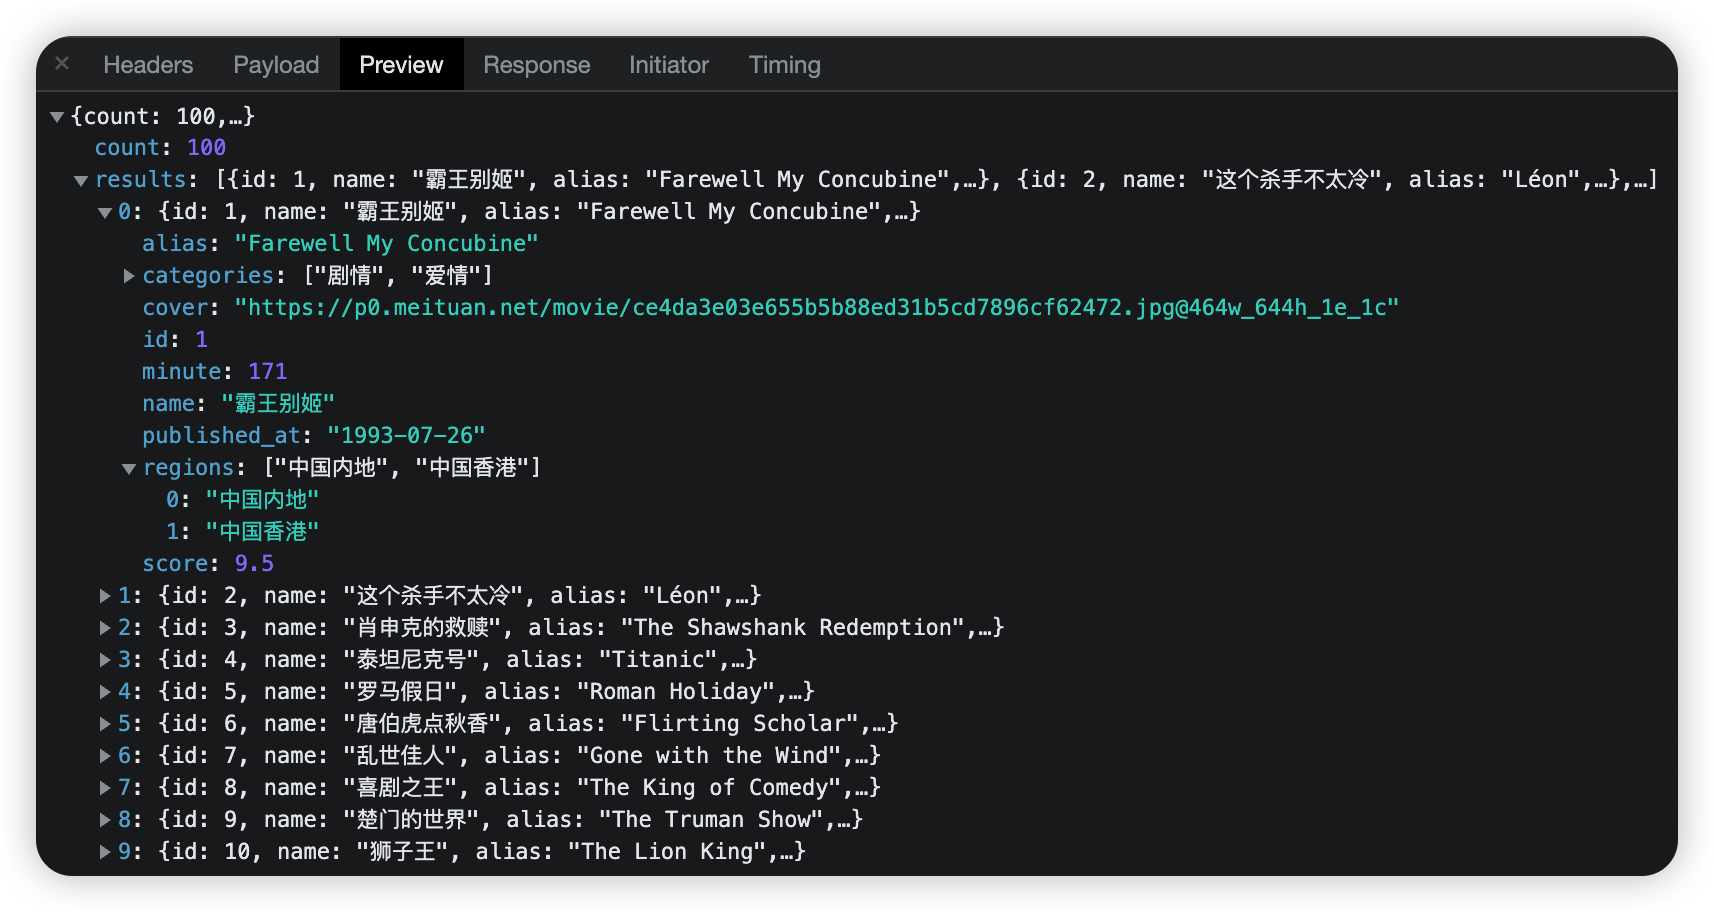 × Headers Payload Preview Response Initiator Timing
▼{count: 100,…}
count: 100
▼results: [{id: 1, name: "霸王别姬", alias: "Farewell My Concubine",…}, {id: 2, name: "这个杀手不太冷", alias: "Léon",…},…]
▼0: {id: 1, name: "霸王别姬", alias: "Farewell My Concubine",…}
alias: "Farewell My Concubine"
▶categories: ["剧情", "爱情"]
cover: "https://p0.meituan.net/movie/ce4da3e03e655b5b88ed31b5cd7896cf62472.jpg@464w_644h_1e_1c"
id: 1
minute: 171
name: "霸王别姬"
published_at: "1993-07-26"
▼regions: ["中国内地", "中国香港"]
0: "中国内地"
1: "中国香港"
score: 9.5
▶1: {id: 2, name: "这个杀手不太冷", alias: "Léon",…}
▶2: {id: 3, name: "肖申克的救赎", alias: "The Shawshank Redemption",…}
▶3: {id: 4, name: "泰坦尼克号", alias: "Titanic",…}
▶4: {id: 5, name: "罗马假日", alias: "Roman Holiday",…}
▶5: {id: 6, name: "唐伯虎点秋香", alias: "Flirting Scholar",…}
▶6: {id: 7, name: "乱世佳人", alias: "Gone with the Wind",…}
▶7: {id: 8, name: "喜剧之王", alias: "The King of Comedy",…}
▶8: {id: 9, name: "楚门的世界", alias: "The Truman Show",…}
▶9: {id: 10, name: "狮子王", alias: "The Lion King",…}